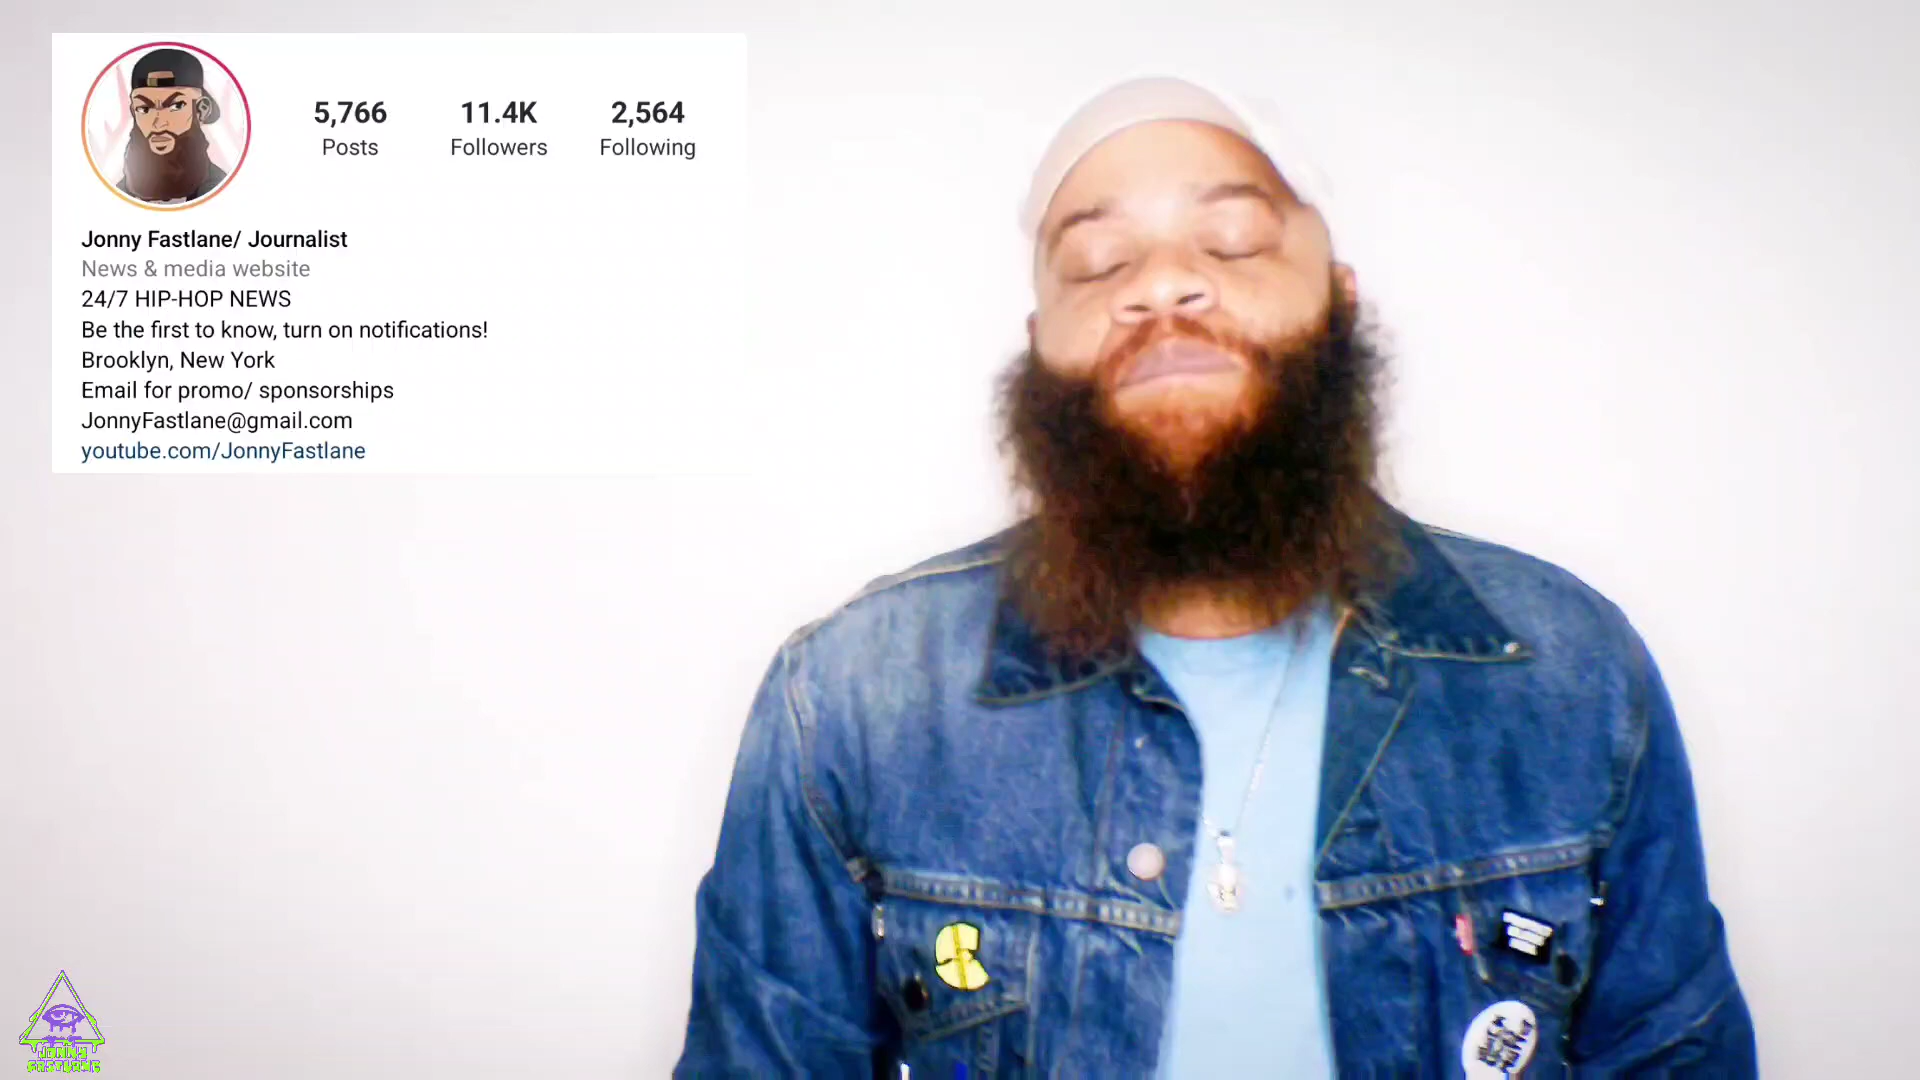 5,766 11.4K 2,564
Posts Followers Following
Jonny Fastlane/ Journalist
News & media website
24/7 HIP-HOP NEWS
Be the first to know, turn on notifications!
Brooklyn, New York
Email for promo/ sponsorships
JonnyFastlane@gmail.com
youtube.com/JonnyFastlane
JONNY
FASTLANE